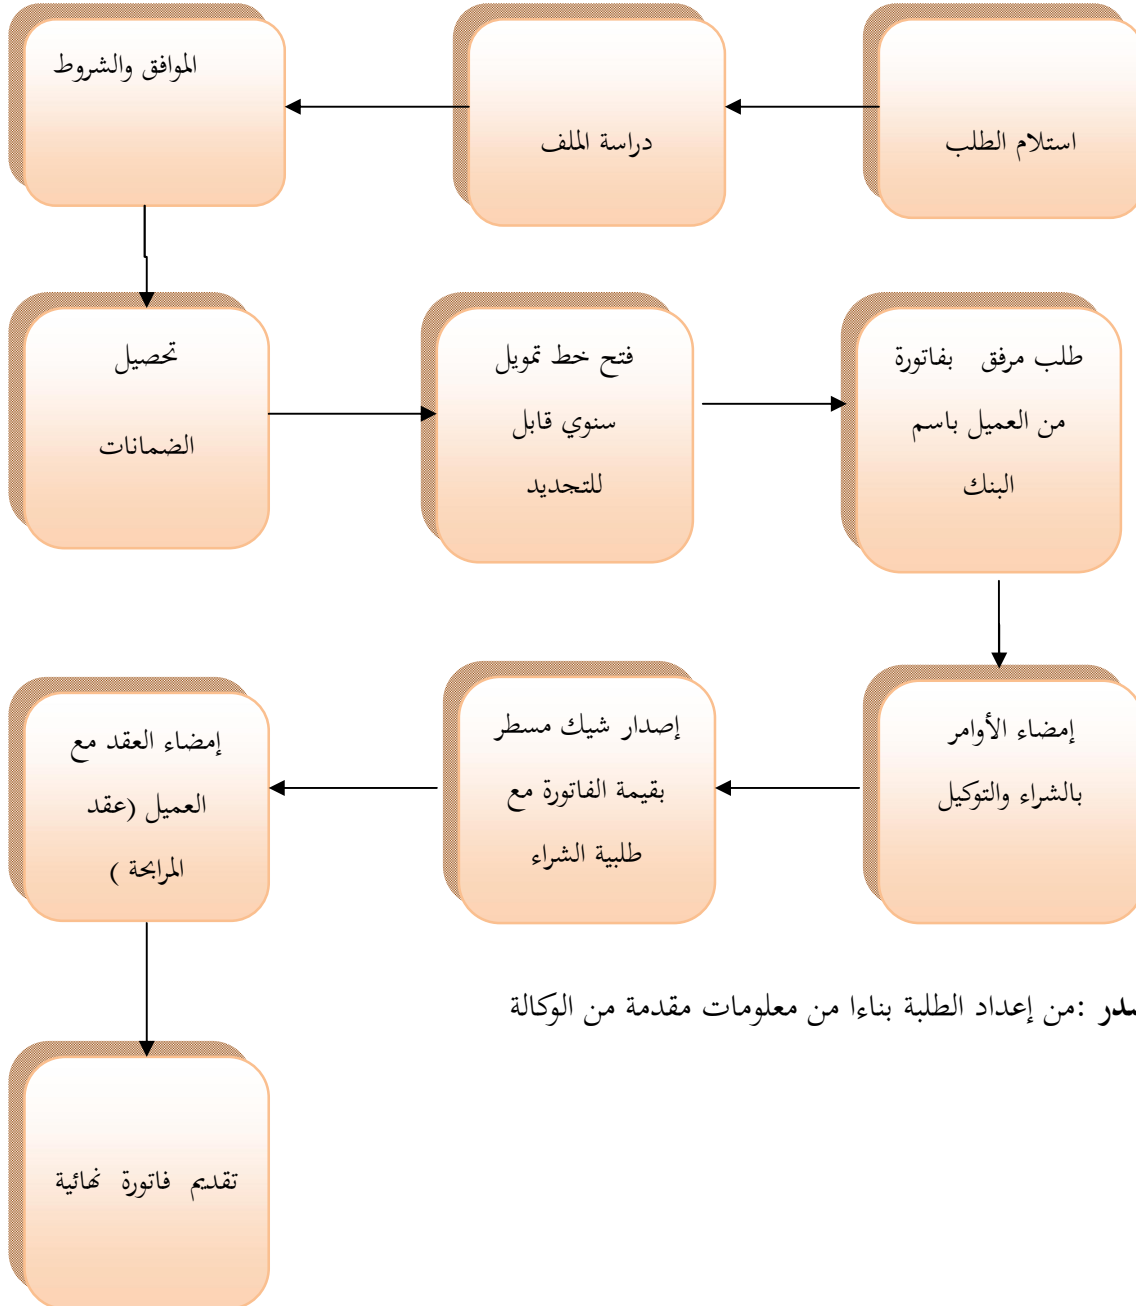 استلام الطلب
دراسة الملف
الموافق والشروط
تحصيل
الضمانات
فتح خط تمويل
سنوي قابل
للتجديد
طلب مرفق بفاتورة
من العميل باسم
البنك
إمضاء الأوامر
بالشراء والتوكيل
إصدار شيك مسطر
بقيمة الفاتورة مع
طلبية الشراء
إمضاء العقد مع
العميل (عقد
المرابحة )
تقديم فاتورة نهائية
صدر :من إعداد الطلبة بناءا من معلومات مقدمة من الوكالة